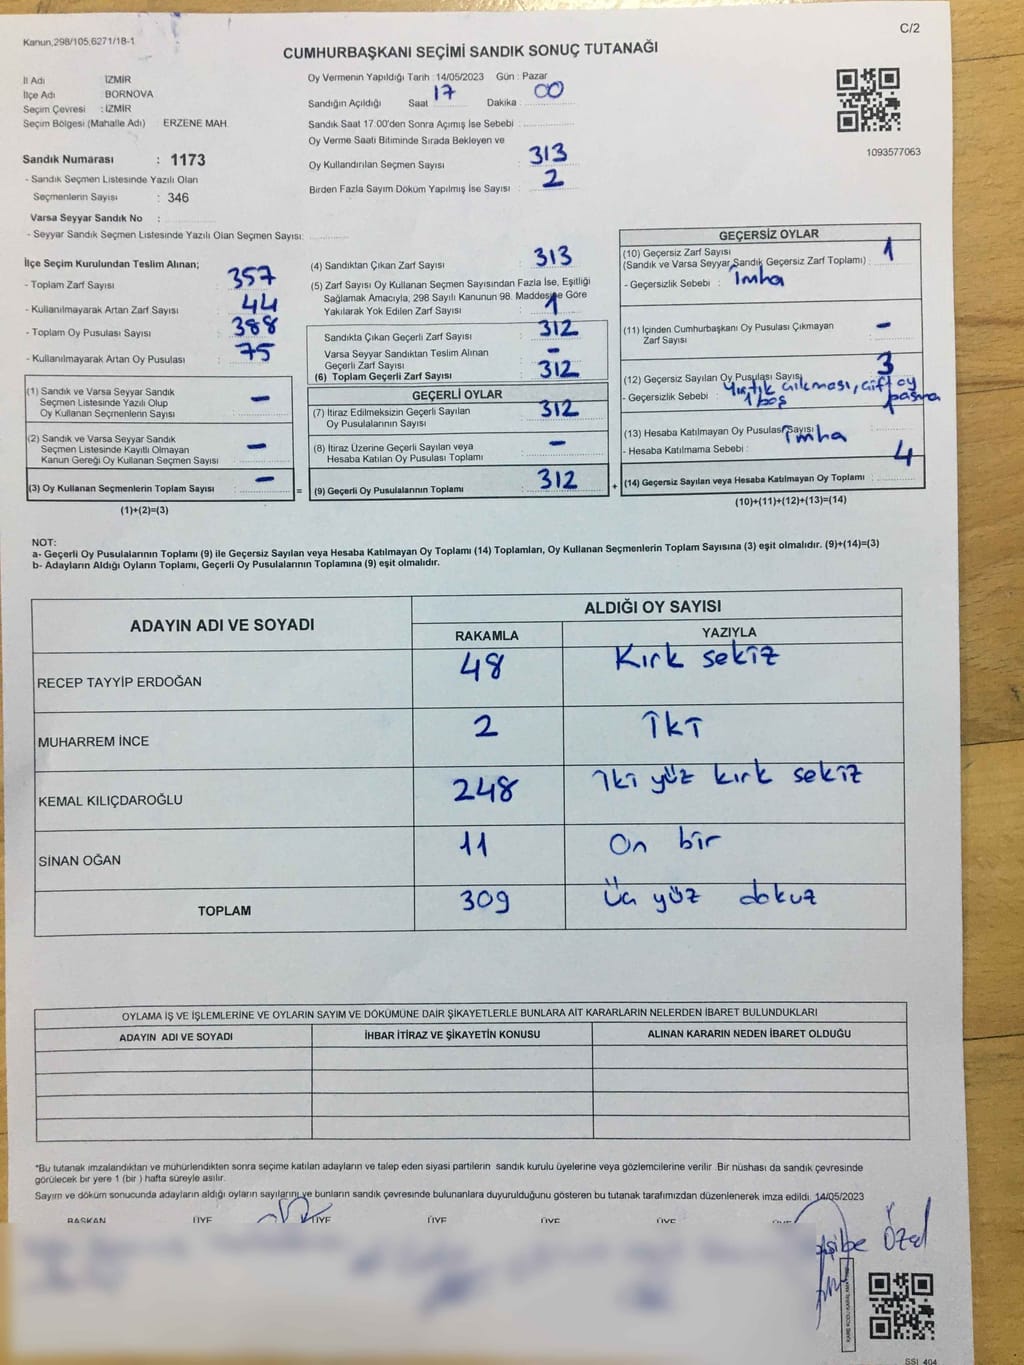 Kanun,298/105,6271/18-1
C/2
CUMHURBAŞKANI SEÇİMİ SANDIK SONUÇ TUTANAĞI
İl Adı : İZMİR
İlçe Adı : BORNOVA
Seçim Çevresi : İZMİR
Seçim Bölgesi (Mahalle Adı) : ERZENE MAH.
Sandık Numarası : 1173
- Sandık Seçmen Listesinde Yazılı Olan
Seçmenlerin Sayısı : 346
Varsa Seyyar Sandık No :
- Seyyar Sandık Seçmen Listesinde Yazılı Olan Seçmen Sayısı:
Oy Vermenin Yapıldığı Tarih : 14/05/2023 Gün : Pazar
Sandığın Açıldığı Saat 17 Dakika 00
Sandık Saat 17.00'den Sonra Açımış İse Sebebi :
Oy Verme Saati Bitiminde Sırada Bekleyen ve
Oy Kullandırılan Seçmen Sayısı : 313
Birden Fazla Sayım Döküm Yapılmış İse Sayısı : 2
1093577063
İlçe Seçim Kurulundan Teslim Alınan;
- Toplam Zarf Sayısı : 357
- Kullanılmayarak Artan Zarf Sayısı : 44
- Toplam Oy Pusulası Sayısı : 388
- Kullanılmayarak Artan Oy Pusulası : 75
(1) Sandık ve Varsa Seyyar Sandık
Seçmen Listesinde Yazılı Olup
Oy Kullanan Seçmenlerin Sayısı : -
(2) Sandık ve Varsa Seyyar Sandık
Seçmen Listesinde Kayıtlı Olmayan
Kanun Gereği Oy Kullanan Seçmen Sayısı : -
(3) Oy Kullanan Seçmenlerin Toplam Sayısı : -
(1)+(2)=(3)
(4) Sandıktan Çıkan Zarf Sayısı : 313
(5) Zarf Sayısı Oy Kullanan Seçmen Sayısından Fazla İse, Eşitliği
Sağlamak Amacıyla, 298 Sayılı Kanunun 98. Maddesine Göre
Yakılarak Yok Edilen Zarf Sayısı : 1
Sandıkta Çıkan Geçerli Zarf Sayısı : 312
Varsa Seyyar Sandıktan Teslim Alınan
Geçerli Zarf Sayısı : -
(6) Toplam Geçerli Zarf Sayısı : 312
GEÇERLİ OYLAR
(7) İtiraz Edilmeksizin Geçerli Sayılan
Oy Pusulalarının Sayısı : 312
(8) İtiraz Üzerine Geçerli Sayılan veya
Hesaba Katılan Oy Pusulası Toplamı : -
= (9) Geçerli Oy Pusulalarının Toplamı : 312 +
GEÇERSİZ OYLAR
(10) Geçersiz Zarf Sayısı
(Sandık ve Varsa Seyyar Sandık Geçersiz Zarf Toplamı) : 1
- Geçersizlik Sebebi : İmha
(11) İçinden Cumhurbaşkanı Oy Pusulası Çıkmayan
Zarf Sayısı : -
(12) Geçersiz Sayılan Oy Pusulası Sayısı : 3
- Geçersizlik Sebebi : Yırtık çıkması, çift oy
1 boş basma
(13) Hesaba Katılmayan Oy Pusulası Sayısı
- Hesaba Katılmama Sebebi : imha
(14) Geçersiz Sayılan veya Hesaba Katılmayan Oy Toplamı : 4
(10)+(11)+(12)+(13)=(14)
NOT:
a- Geçerli Oy Pusulalarının Toplamı (9) ile Geçersiz Sayılan veya Hesaba Katılmayan Oy Toplamı (14) Toplamları, Oy Kullanan Seçmenlerin Toplam Sayısına (3) eşit olmalıdır. (9)+(14)=(3)
b- Adayların Aldığı Oyların Toplamı, Geçerli Oy Pusulalarının Toplamına (9) eşit olmalıdır.
ADAYIN ADI VE SOYADI
ALDIĞI OY SAYISI
RAKAMLA YAZIYLA
RECEP TAYYİP ERDOĞAN 48 Kırk sekiz
MUHARREM İNCE 2 İki
KEMAL KILIÇDAROĞLU 248 İki yüz kırk sekiz
SİNAN OĞAN 11 On bir
TOPLAM 309 Üç yüz dokuz
OYLAMA İŞ VE İŞLEMLERİNE VE OYLARIN SAYIM VE DÖKÜMÜNE DAİR ŞİKAYETLERLE BUNLARA AİT KARARLARIN NELERDEN İBARET BULUNDUKLARI
ADAYIN ADI VE SOYADI İHBAR İTİRAZ VE ŞİKAYETİN KONUSU ALINAN KARARIN NEDEN İBARET OLDUĞU
*Bu tutanak imzalandıktan ve mühürlendikten sonra seçime katılan adayların ve talep eden siyasi partilerin sandık kurulu üyelerine veya gözlemcilerine verilir. Bir nüshası da sandık çevresinde
görülecek bir yere 1 (bir ) hafta süreyle asılır.
Sayım ve döküm sonucunda adayların aldığı oyların sayılarını ve bunların sandık çevresinde bulunanlara duyurulduğunu gösteren bu tutanak tarafımızdan düzenlenerek imza edildi. 14/05/2023
BAŞKAN ÜYE ÜYE ÜYE ÜYE ÜYE ÜYE
Özel
SSI_404